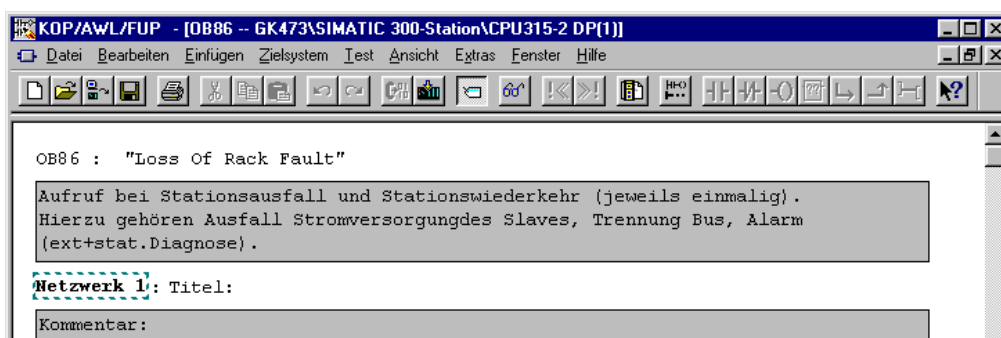 KOP/AWL/FUP - [OB86 -- GK473\SIMATIC 300-Station\CPU315-2 DP(1)]
Datei Bearbeiten Einfügen Zielsystem Test Ansicht Extras Fenster Hilfe
OB86 : "Loss Of Rack Fault"
Aufruf bei Stationsausfall und Stationswiederkehr (jeweils einmalig).
Hierzu gehören Ausfall Stromversorgungdes Slaves, Trennung Bus, Alarm
(ext+stat.Diagnose).
Netzwerk 1: Titel:
Kommentar: